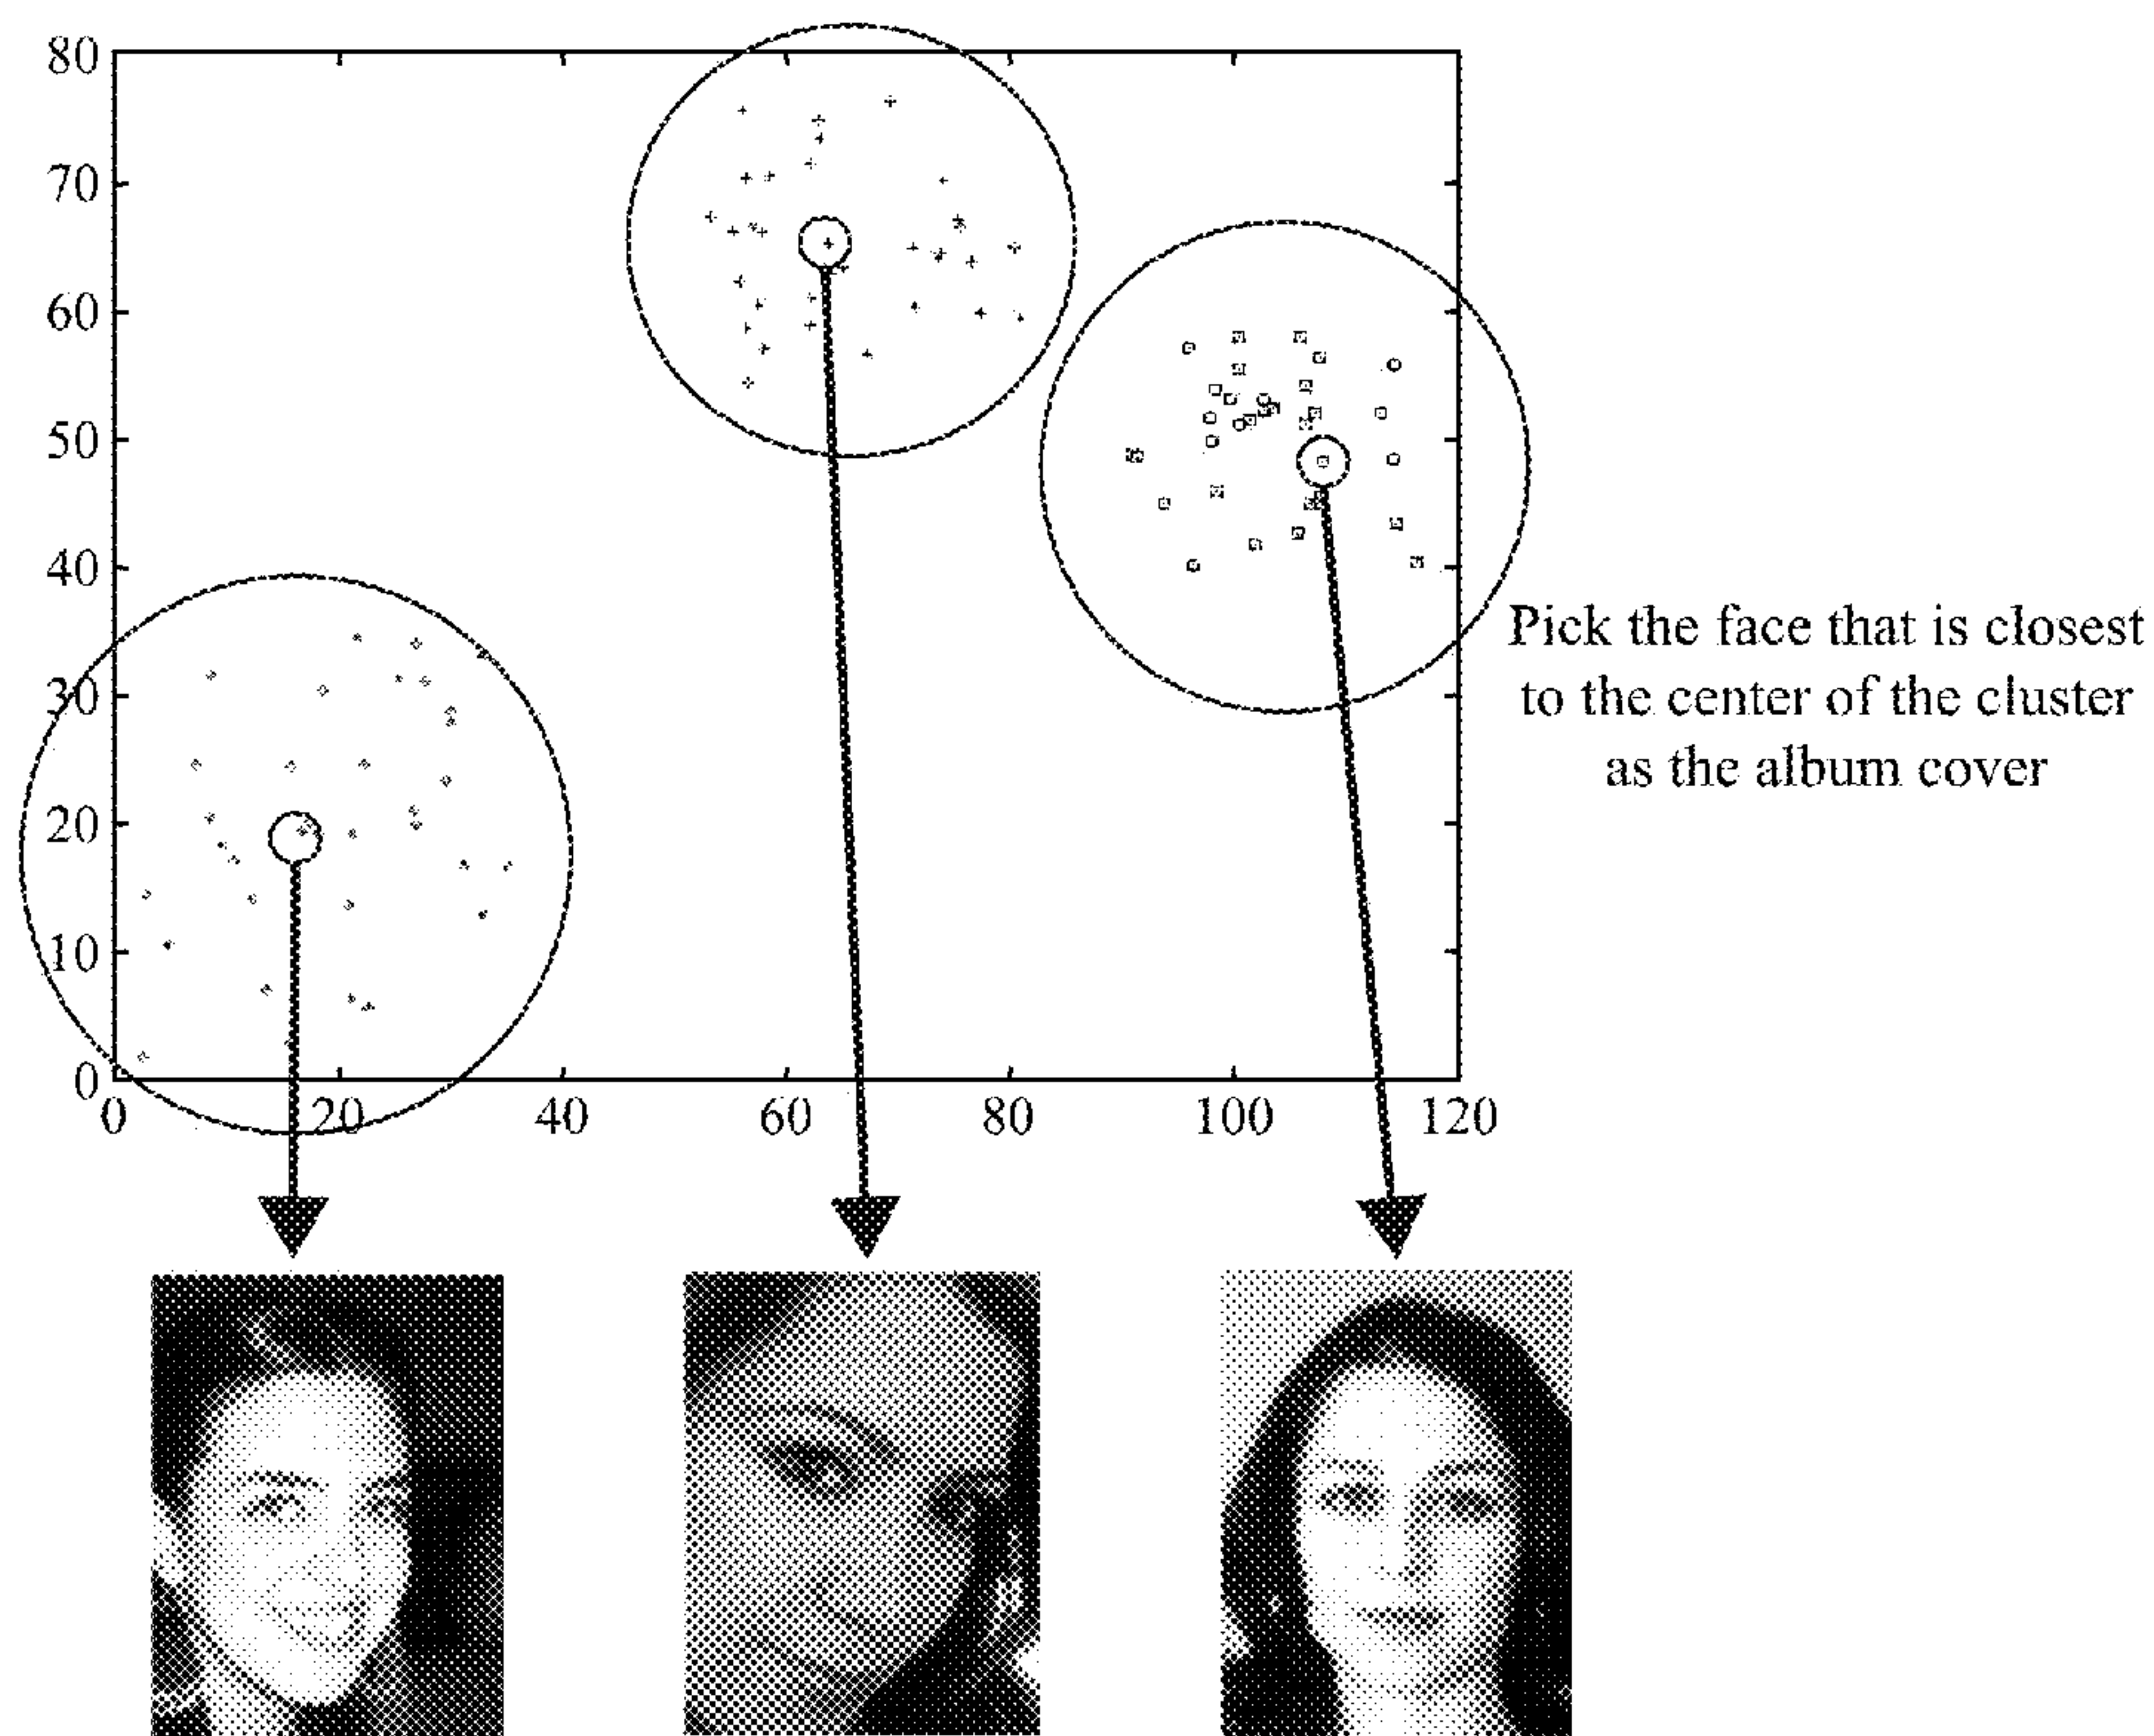 80
70
60
50
40
30
20
10
0
0 20 40 60 80 100 120
Pick the face that is closest
to the center of the cluster
as the album cover